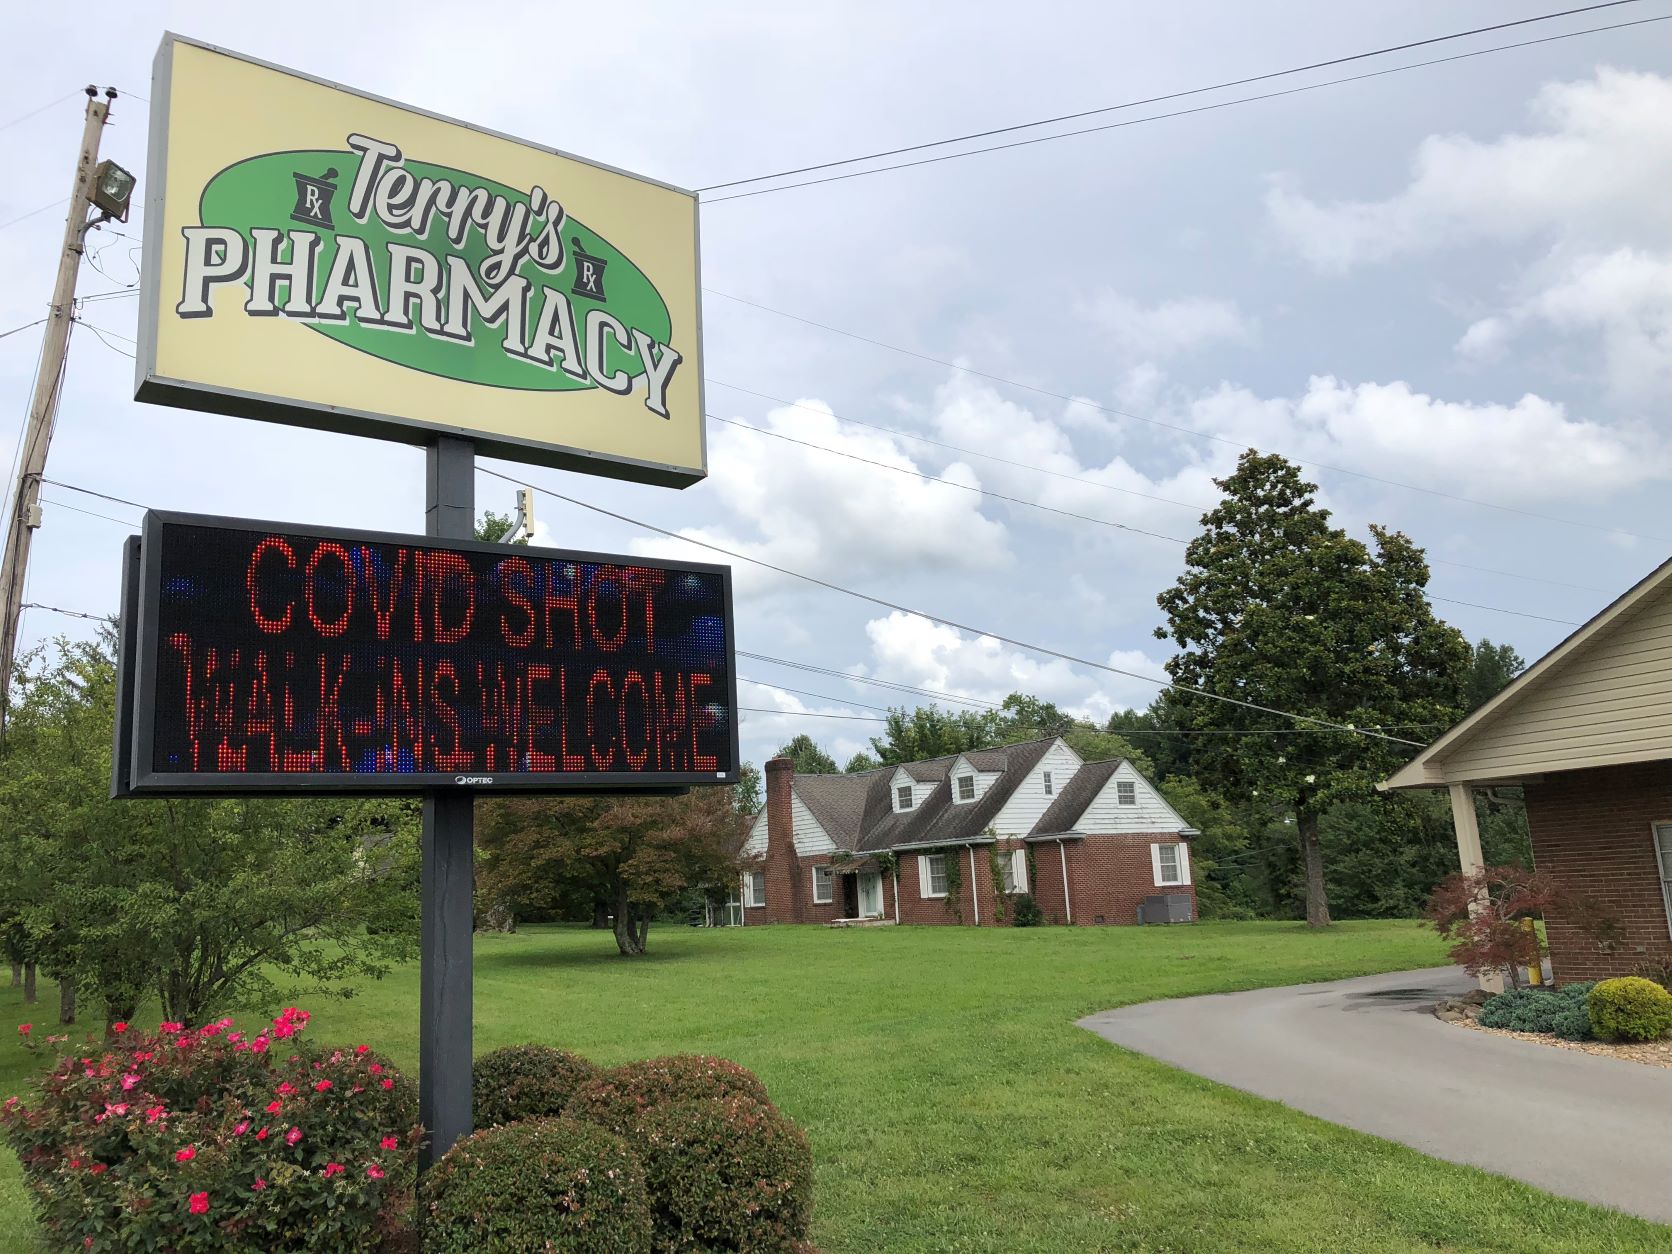 Terry's
Rx
Rx
PHARMACY
COVID SHOT
WALK-INS WELCOME
OPTEC